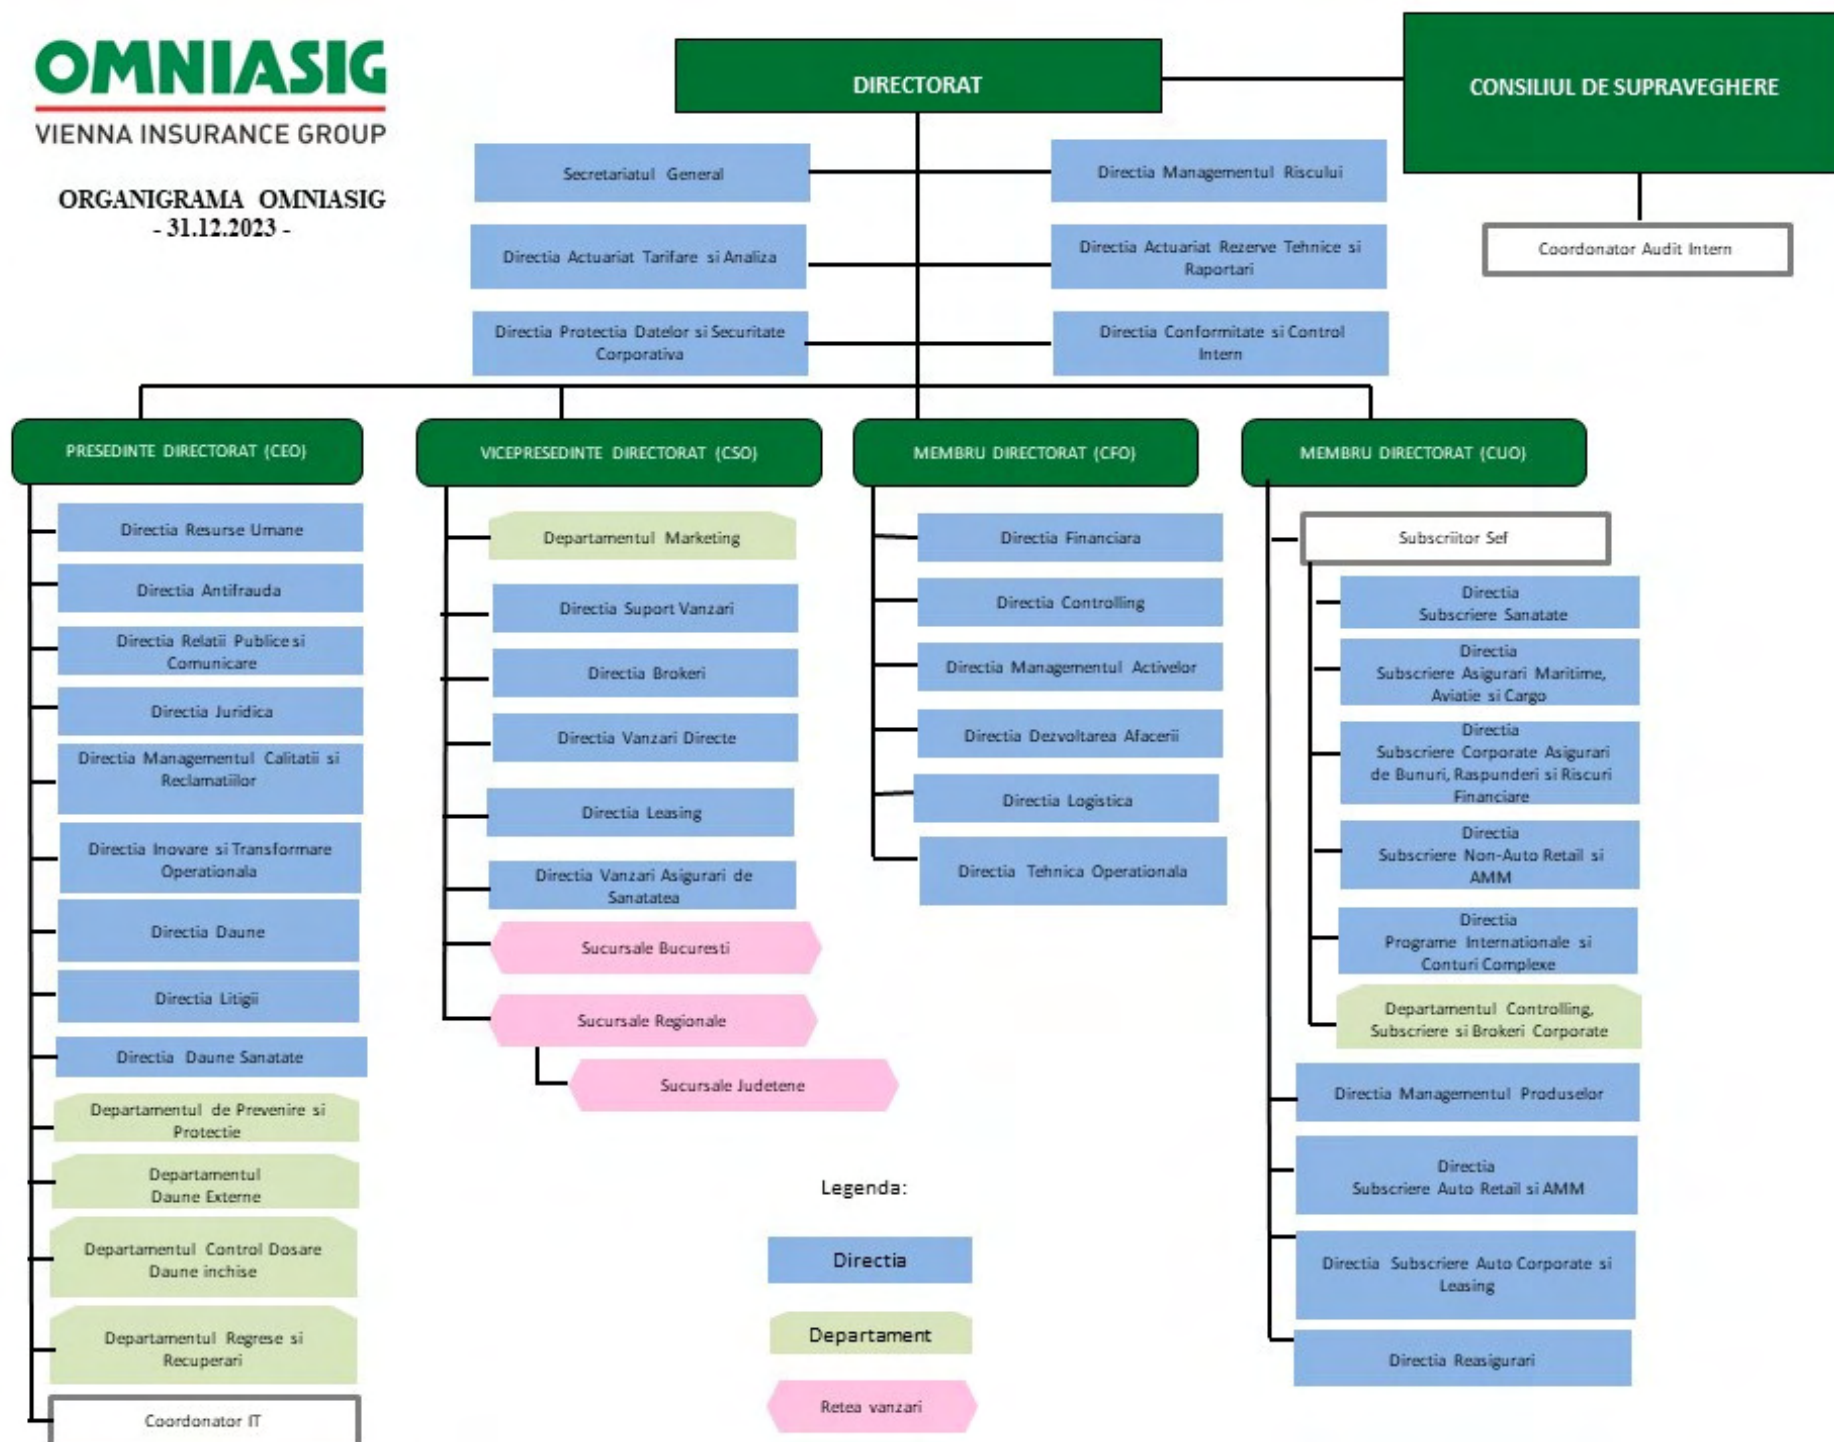 OMNIASIG
VIENNA INSURANCE GROUP
ORGANIGRAMA OMNIASIG
- 31.12.2023 -
DIRECTORAT
CONSILIUL DE SUPRAVEGHERE
Secretariatul General
Directia Managementul Riscului
Directia Actuariat Tarifare si Analiza
Directia Actuariat Rezerve Tehnice si
Raportari
Coordonator Audit Intern
Directia Protectia Datelor si Securitate
Corporativa
Directia Conformitate si Control
Intern
PRESEDINTE DIRECTORAT (CEO)
Directia Resurse Umane
Directia Antifrauda
Directia Relatii Publice si
Comunicare
Directia Juridica
Directia Managementul Calitatii si
Reclamatiilor
Directia Inovare si Transformare
Operationala
Directia Daune
Directia Litigii
Directia Daune Sanatate
Departamentul de Prevenire si
Protectie
Departamentul
Daune Externe
Departamentul Control Dosare
Daune inchise
Departamentul Regrese si
Recuperari
Coordonator IT
VICEPRESEDINTE DIRECTORAT (CSO)
Departamentul Marketing
Directia Suport Vanzari
Directia Brokeri
Directia Vanzari Directe
Directia Leasing
Directia Vanzari Asigurari de
Sanatatea
Sucursale Bucuresti
Sucursale Regionale
Sucursale Judetene
MEMBRU DIRECTORAT (CFO)
Directia Financiara
Directia Controlling
Directia Managementul Activelor
Directia Dezvoltarea Afacerii
Directia Logistica
Directia Tehnica Operationala
MEMBRU DIRECTORAT (CUO)
Subscriitor Sef
Directia
Subscriere Sanatate
Directia
Subscriere Asigurari Maritime,
Aviatie si Cargo
Directia
Subscriere Corporate Asigurari
de Bunuri, Raspunderi si Riscuri
Financiare
Directia
Subscriere Non-Auto Retail si
AMM
Directia
Programe Internationale si
Conturi Complexe
Departamentul Controlling,
Subscriere si Brokeri Corporate
Directia Managementul Produselor
Directia
Subscriere Auto Retail si AMM
Directia Subscriere Auto Corporate si
Leasing
Directia Reasigurari
Legenda:
Directia
Departament
Retea vanzari